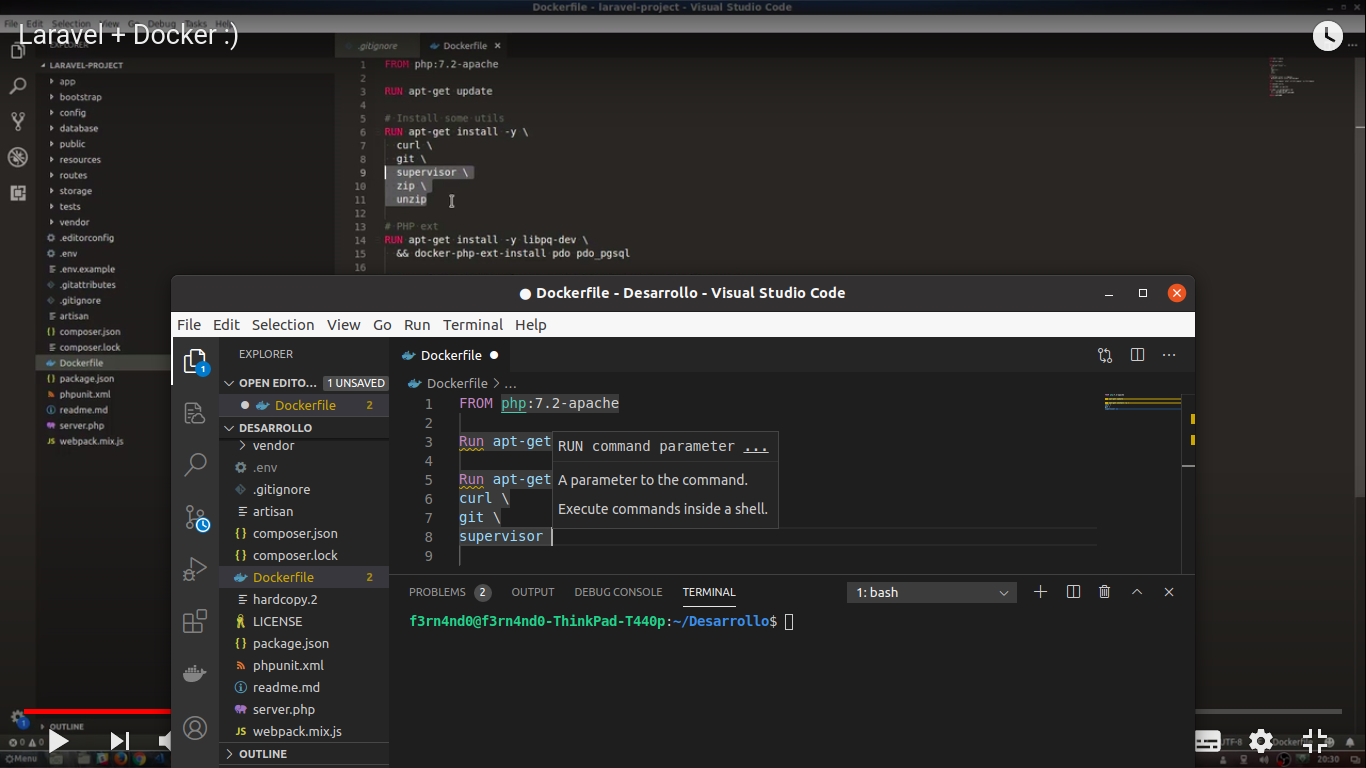 Dockerfile - laravel-project - Visual Studio Code
File Edit Selection View Go Debug Tasks Help
Laravel + Docker :)
EXPLORER
.gitignore
Dockerfile ×
LARAVEL-PROJECT
app
bootstrap
config
database
public
resources
routes
storage
tests
vendor
.editorconfig
.env
.env.example
.gitattributes
.gitignore
artisan
composer.json
composer.lock
Dockerfile
package.json
phpunit.xml
readme.md
server.php
webpack.mix.js
OUTLINE
1 FROM php:7.2-apache
2
3 RUN apt-get update
4
5 # Install some utils
6 RUN apt-get install -y \
7 curl \
8 git \
9 supervisor \
10 zip \
11 unzip
12
13 # PHP ext
14 RUN apt-get install -y libpq-dev \
15 && docker-php-ext-install pdo pdo_pgsql
16
● Dockerfile - Desarrollo - Visual Studio Code
File Edit Selection View Go Run Terminal Help
1
EXPLORER
OPEN EDITO... 1 UNSAVED
● Dockerfile 2
DESARROLLO
vendor
.env
.gitignore
artisan
composer.json
composer.lock
Dockerfile 2
hardcopy.2
LICENSE
package.json
phpunit.xml
readme.md
server.php
JS webpack.mix.js
OUTLINE
Dockerfile ●
Dockerfile > ...
1 FROM php:7.2-apache
2
3 Run apt-get
4
5 Run apt-get
6 curl \
7 git \
8 supervisor
9
RUN command parameter ...
A parameter to the command.
Execute commands inside a shell.
PROBLEMS 2 OUTPUT DEBUG CONSOLE TERMINAL
1: bash
f3rn4nd0@f3rn4nd0-ThinkPad-T440p:~/Desarrollo$
0 0
1
UTF-8 Dockerfile
Menu
20:30